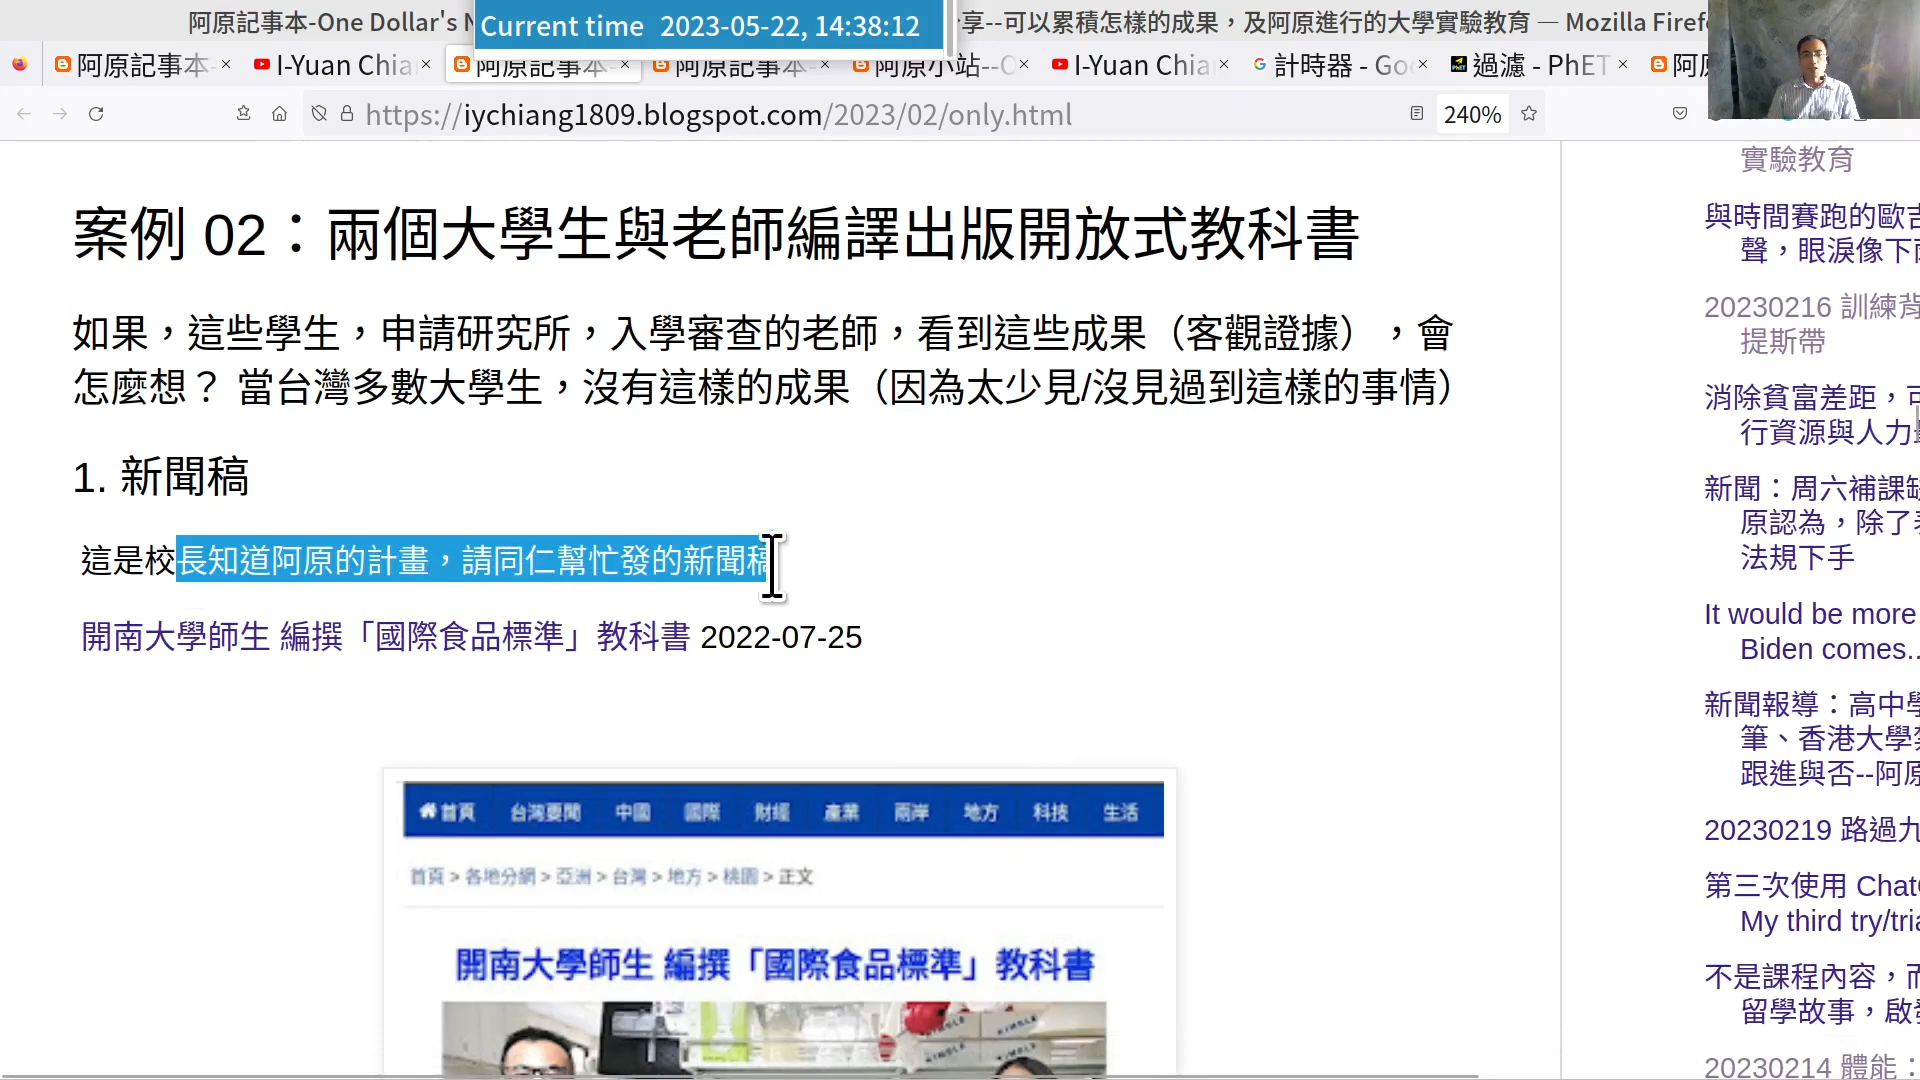 阿原記事本-One Dollar's N
Current time 2023-05-22, 14:38:12
享--可以累積怎樣的成果，及阿原進行的大學實驗教育 — Mozilla Firef
阿原記事本-
I-Yuan Chia
阿原記事本-
阿原記事本-
阿原小站--O
I-Yuan Chia
計時器 - Go
過濾 - PhET
https://iychiang1809.blogspot.com/2023/02/only.html
240%
案例 02：兩個大學生與老師編譯出版開放式教科書
如果，這些學生，申請研究所，入學審查的老師，看到這些成果（客觀證據），會
怎麼想？ 當台灣多數大學生，沒有這樣的成果（因為太少見/沒見過到這樣的事情）
1. 新聞稿
這是校長知道阿原的計畫，請同仁幫忙發的新聞稿
開南大學師生 編撰「國際食品標準」教科書 2022-07-25
首頁 台灣要聞 中國 國際 財經 產業 兩岸 地方 科技 生活
首頁 > 各地分網 > 亞洲 > 台灣 > 地方 > 桃園 > 正文
開南大學師生 編撰「國際食品標準」教科書
實驗教育
與時間賽跑的歐吉
聲，眼淚像下雨
20230216 訓練背
提斯帶
消除貧富差距，可
行資源與人力
新聞：周六補課缺
原認為，除了
法規下手
It would be more
Biden comes..
新聞報導：高中學
筆、香港大學禁
跟進與否--阿原
20230219 路過九
第三次使用 Chat
My third try/tria
不是課程內容，而
留學故事，啟發
20230214 體能：